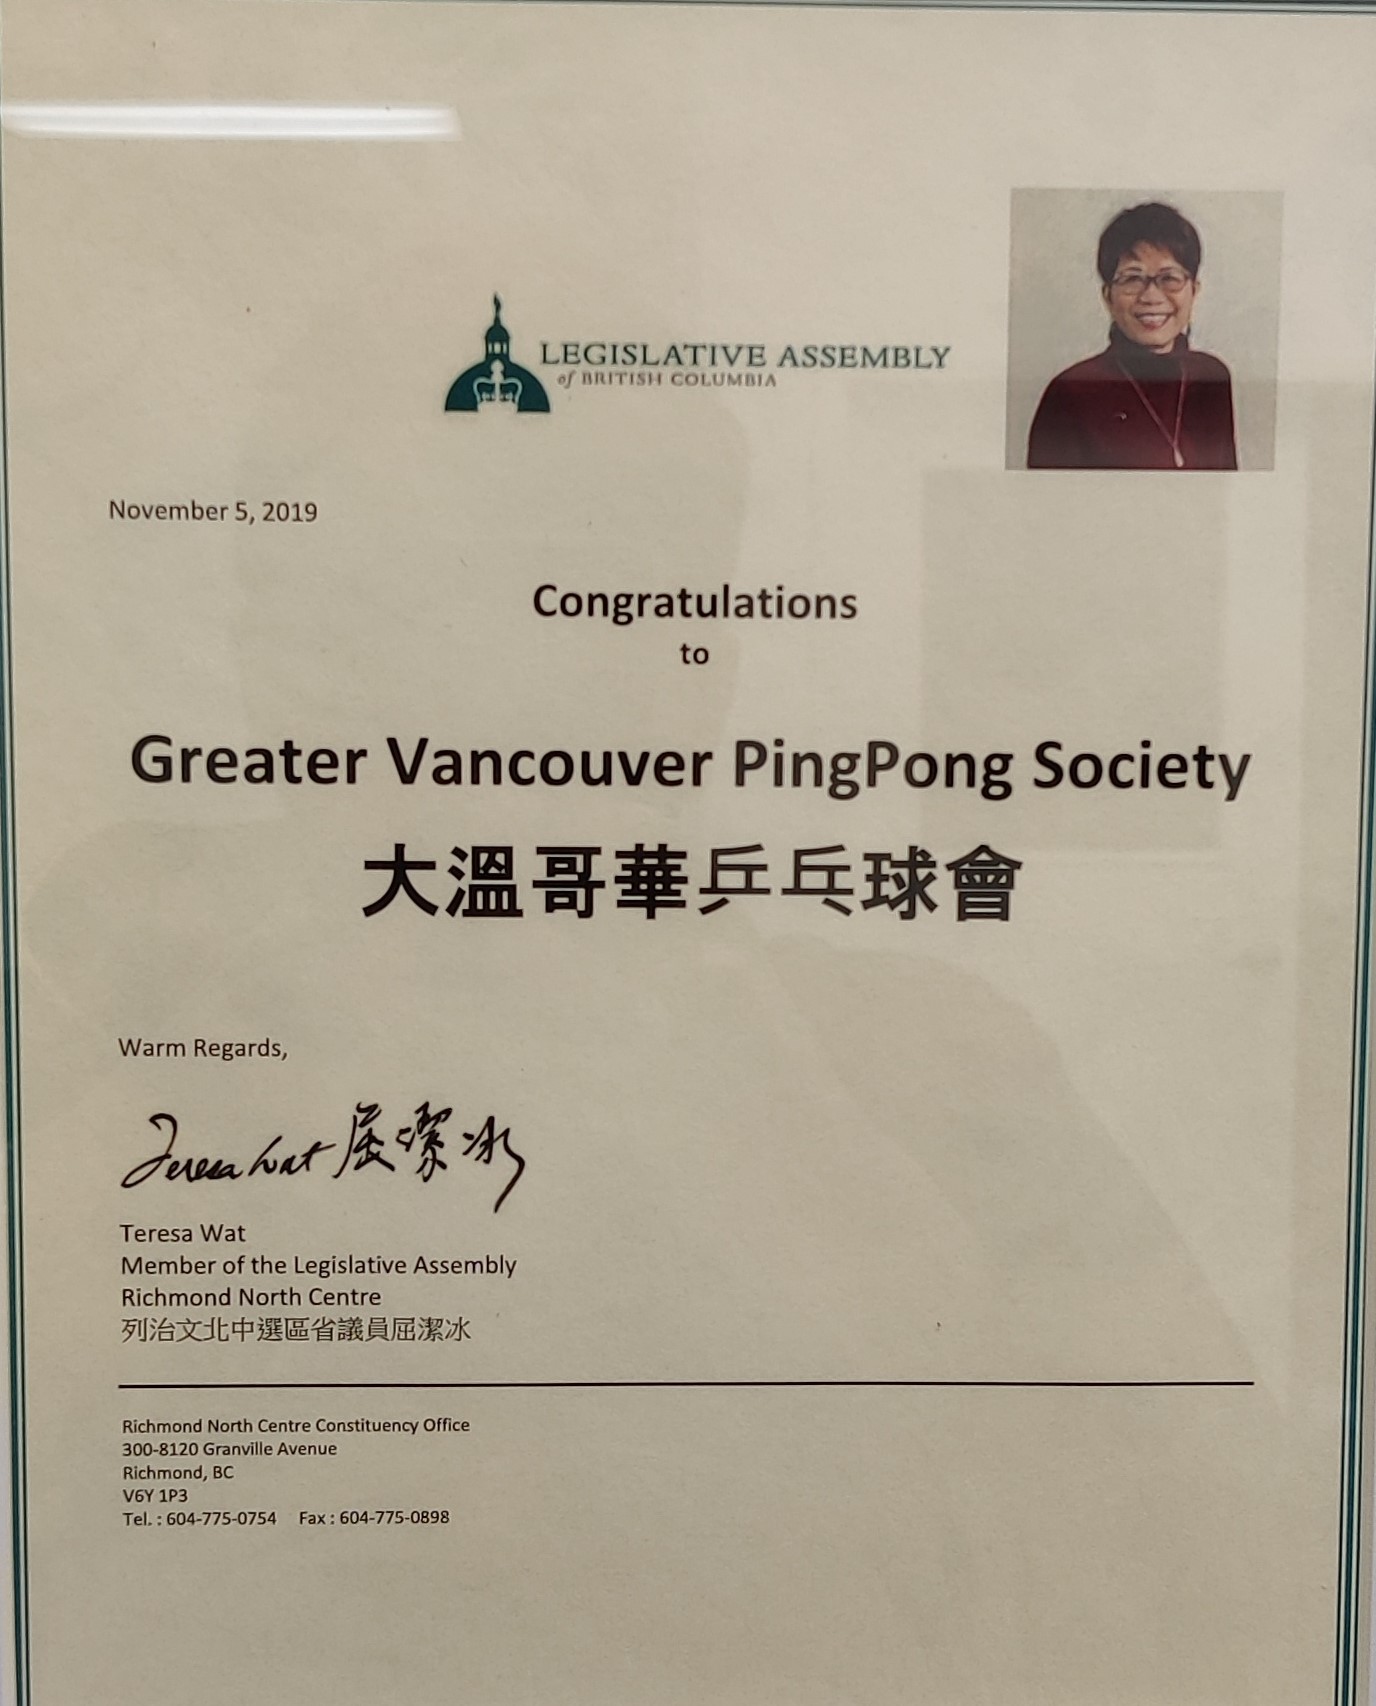 LEGISLATIVE ASSEMBLY
of BRITISH COLUMBIA
November 5, 2019
Congratulations
to
Greater Vancouver PingPong Society
大溫哥華乒乓球會
Warm Regards,
Teresa Wat 屈潔冰
Teresa Wat
Member of the Legislative Assembly
Richmond North Centre
列治文北中選區省議員屈潔冰
Richmond North Centre Constituency Office
300-8120 Granville Avenue
Richmond, BC
V6Y 1P3
Tel. : 604-775-0754 Fax : 604-775-0898